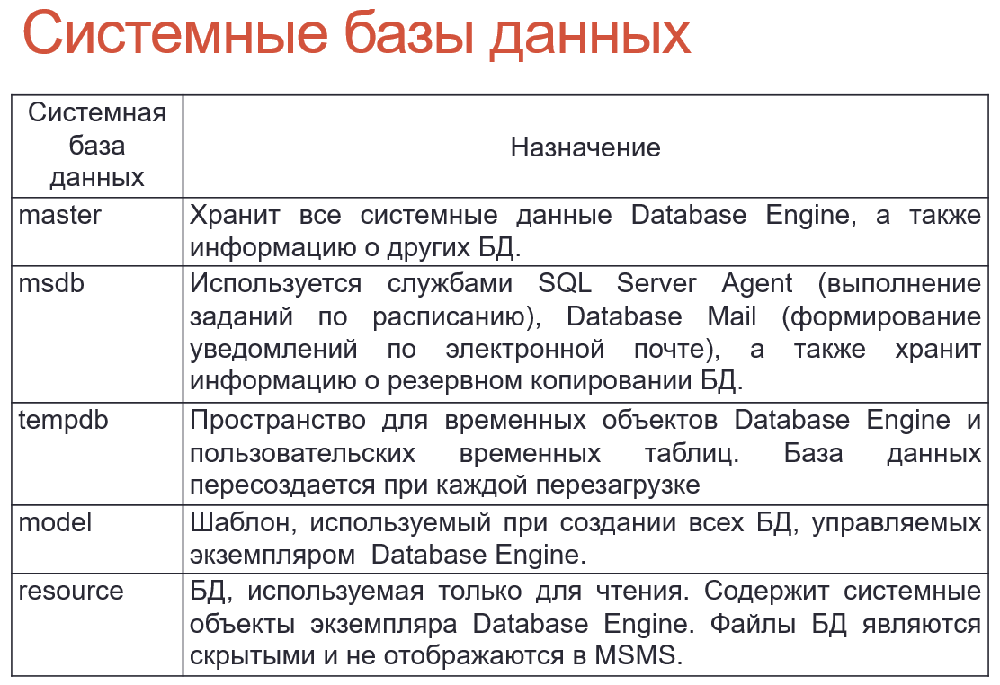 Системные базы данных
Системная
база
данных
Назначение
master
Хранит все системные данные Database Engine, а также
информацию о других БД.
msdb
Используется службами SQL Server Agent (выполнение
заданий по расписанию), Database Mail (формирование
уведомлений по электронной почте), а также хранит
информацию о резервном копировании БД.
tempdb
Пространство для временных объектов Database Engine и
пользовательских временных таблиц. База данных
пересоздается при каждой перезагрузке
model
Шаблон, используемый при создании всех БД, управляемых
экземпляром Database Engine.
resource
БД, используемая только для чтения. Содержит системные
объекты экземпляра Database Engine. Файлы БД являются
скрытыми и не отображаются в MSMS.